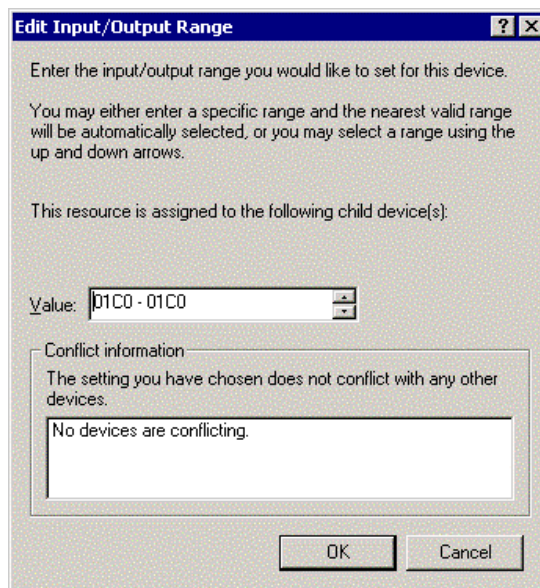 Edit Input/Output Range
Enter the input/output range you would like to set for this device.
You may either enter a specific range and the nearest valid range
will be automatically selected, or you may select a range using the
up and down arrows.
This resource is assigned to the following child device(s):
Value: 01C0 - 01C0
Conflict information
The setting you have chosen does not conflict with any other
devices.
No devices are conflicting.
OK Cancel